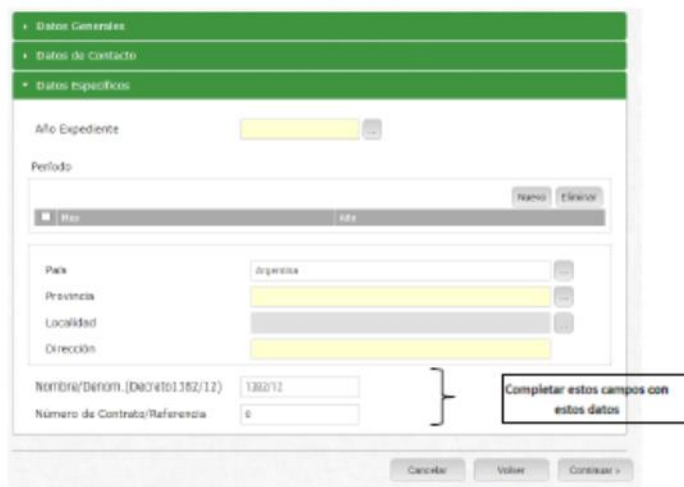 Datos Generales
Datos de Contacto
Datos Específicos
Año Expediente
...
Período
Nuevo Eliminar
Mes Año
País Argentina ...
Provincia ...
Localidad ...
Dirección
Nombre/Denom.(Decreto1382/12) 1382/12
Número de Contrato/Referencia 0
Completar estos campos con
estos datos
Cancelar Volver Continuar »